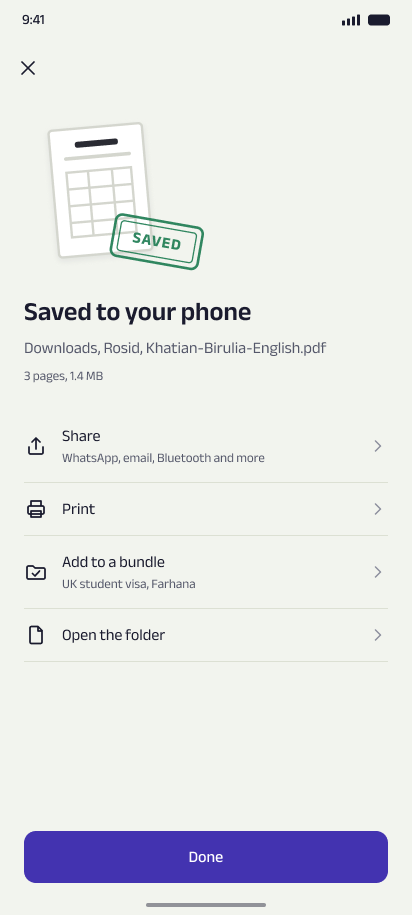 9:41
SAVED
Saved to your phone
Downloads, Rosid, Khatian-Birulia-English.pdf
3 pages, 1.4 MB
Share
WhatsApp, email, Bluetooth and more
Print
Add to a bundle
UK student visa, Farhana
Open the folder
Done